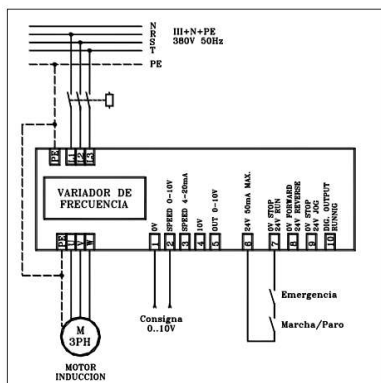 N
R
S
T
PE
III+N+PE
380V 50Hz
PE
L1
L2
L3
VARIADOR DE
FRECUENCIA
0V
SPEED 0-10V
SPEED 4-20mA
10V
OUT 0-10V
24V 50mA MAX.
0V STOP
24V RUN
0V FORWARD
24V REVERSE
0V STOP
24V JOG
DIG. OUTPUT
RUNNIG
PE
U
V
W
1
2
3
4
5
6
7
8
9
10
M
3PH
MOTOR
INDUCCION
Consigna
0..10V
Emergencia
Marcha/Paro